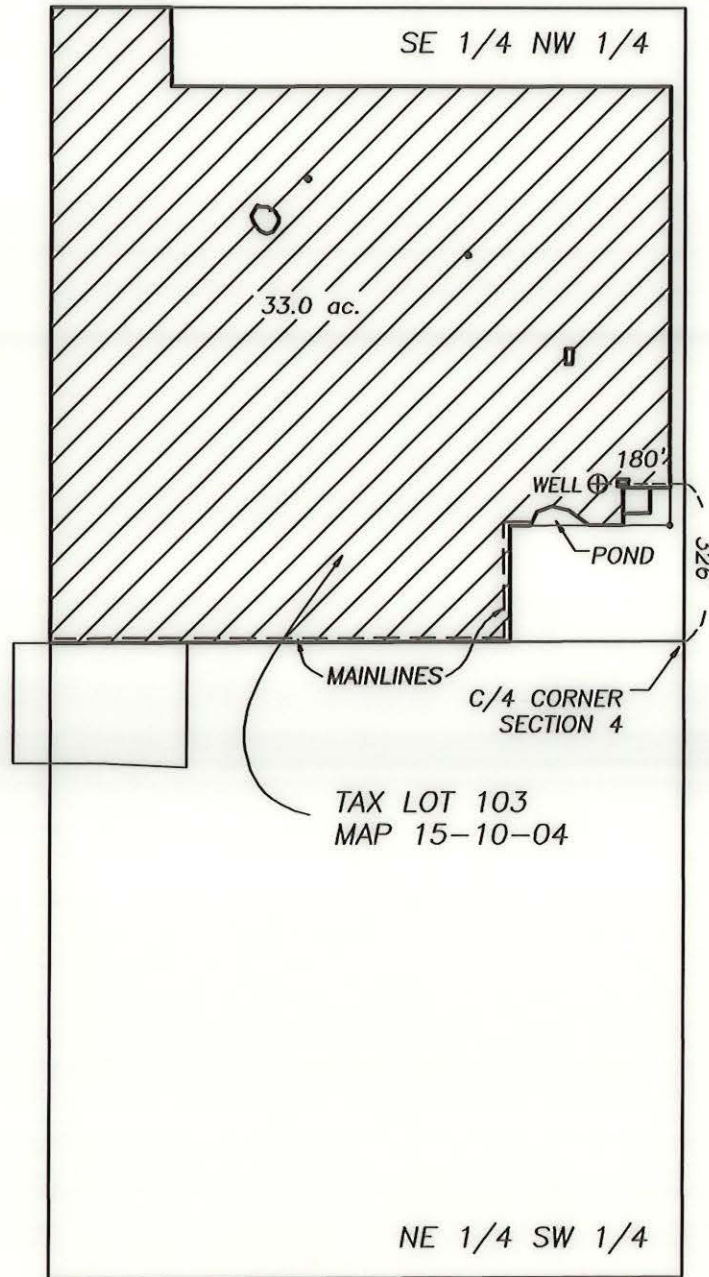 SE 1/4 NW 1/4
33.0 ac.
180'
WELL
326'
POND
MAINLINES
C/4 CORNER
SECTION 4
TAX LOT 103
MAP 15-10-04
NE 1/4 SW 1/4